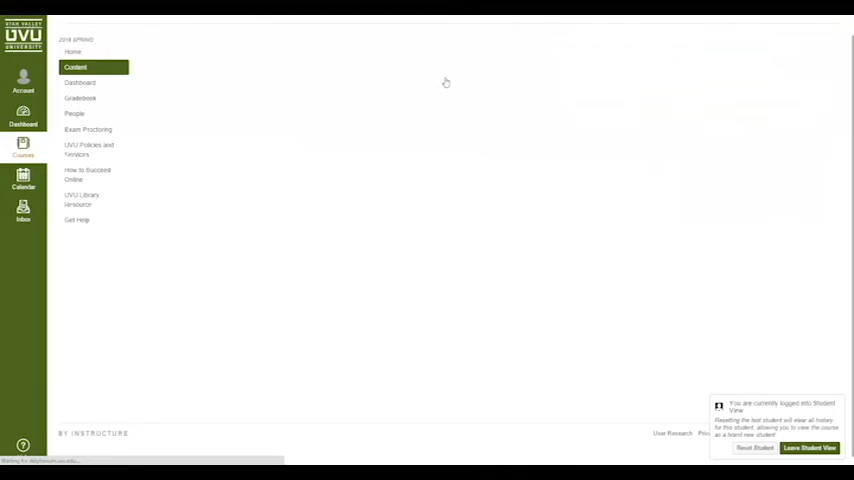 UTAH VALLEY
UVU
UNIVERSITY
Account
Dashboard
Courses
Calendar
Inbox
2018 SPRING
Home
Content
Dashboard
Gradebook
People
Exam Proctoring
UVU Policies and
Services
How to Succeed
Online
UVU Library
Resource
Get Help
You are currently logged into Student
View
Resetting the test student will clear all history
for this student, allowing you to view the course
as a brand new student
Reset Student
Leave Student View
BY INSTRUCTURE
User Research
?